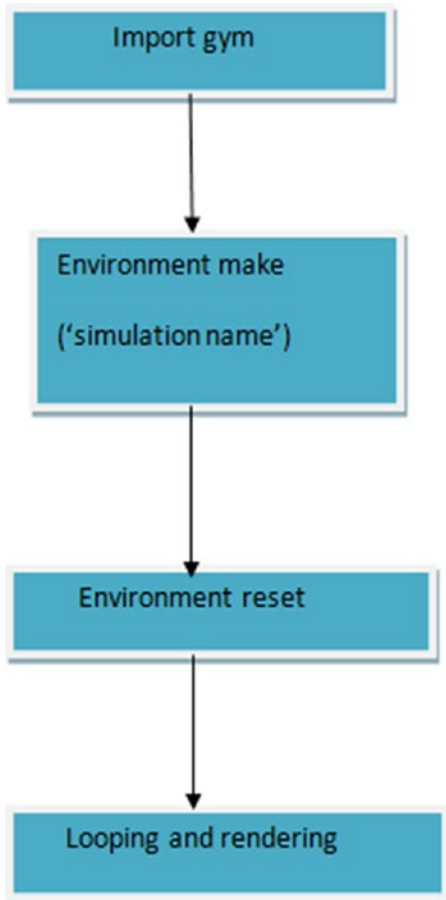 Import gym
Environment make
(‘simulation name’)
Environment reset
Looping and rendering